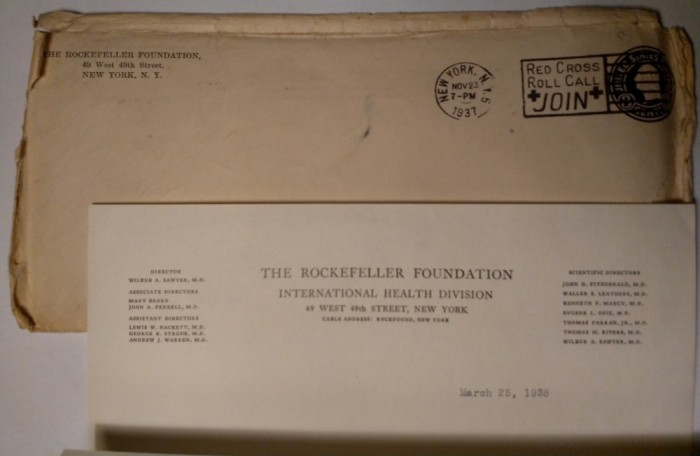 THE ROCKEFELLER FOUNDATION,
49 West 49th Street,
NEW YORK, N. Y.
NEW YORK, N.Y. 5
NOV 23
7-PM
1937
RED CROSS
ROLL CALL
JOIN
DIRECTOR
WILBUR A. SAWYER, M.D.
ASSOCIATE DIRECTORS
MARY BEARD
JOHN A. FERRELL, M.D.
ASSISTANT DIRECTORS
LEWIS W. HACKETT, M.D.
GEORGE K. STRODE, M.D.
ANDREW J. WARREN, M.D.
THE ROCKEFELLER FOUNDATION
INTERNATIONAL HEALTH DIVISION
49 WEST 49th STREET, NEW YORK
CABLE ADDRESS: ROCKFOUND, NEW YORK
SCIENTIFIC DIRECTORS
JOHN G. FITZGERALD, M.D.
WALLER S. LEATHERS, M.D.
KENNETH F. MAXCY, M.D.
EUGENE L. OPIE, M.D.
THOMAS PARRAN, JR., M.D.
THOMAS M. RIVERS, M.D.
WILBUR A. SAWYER, M.D.
March 25, 1938